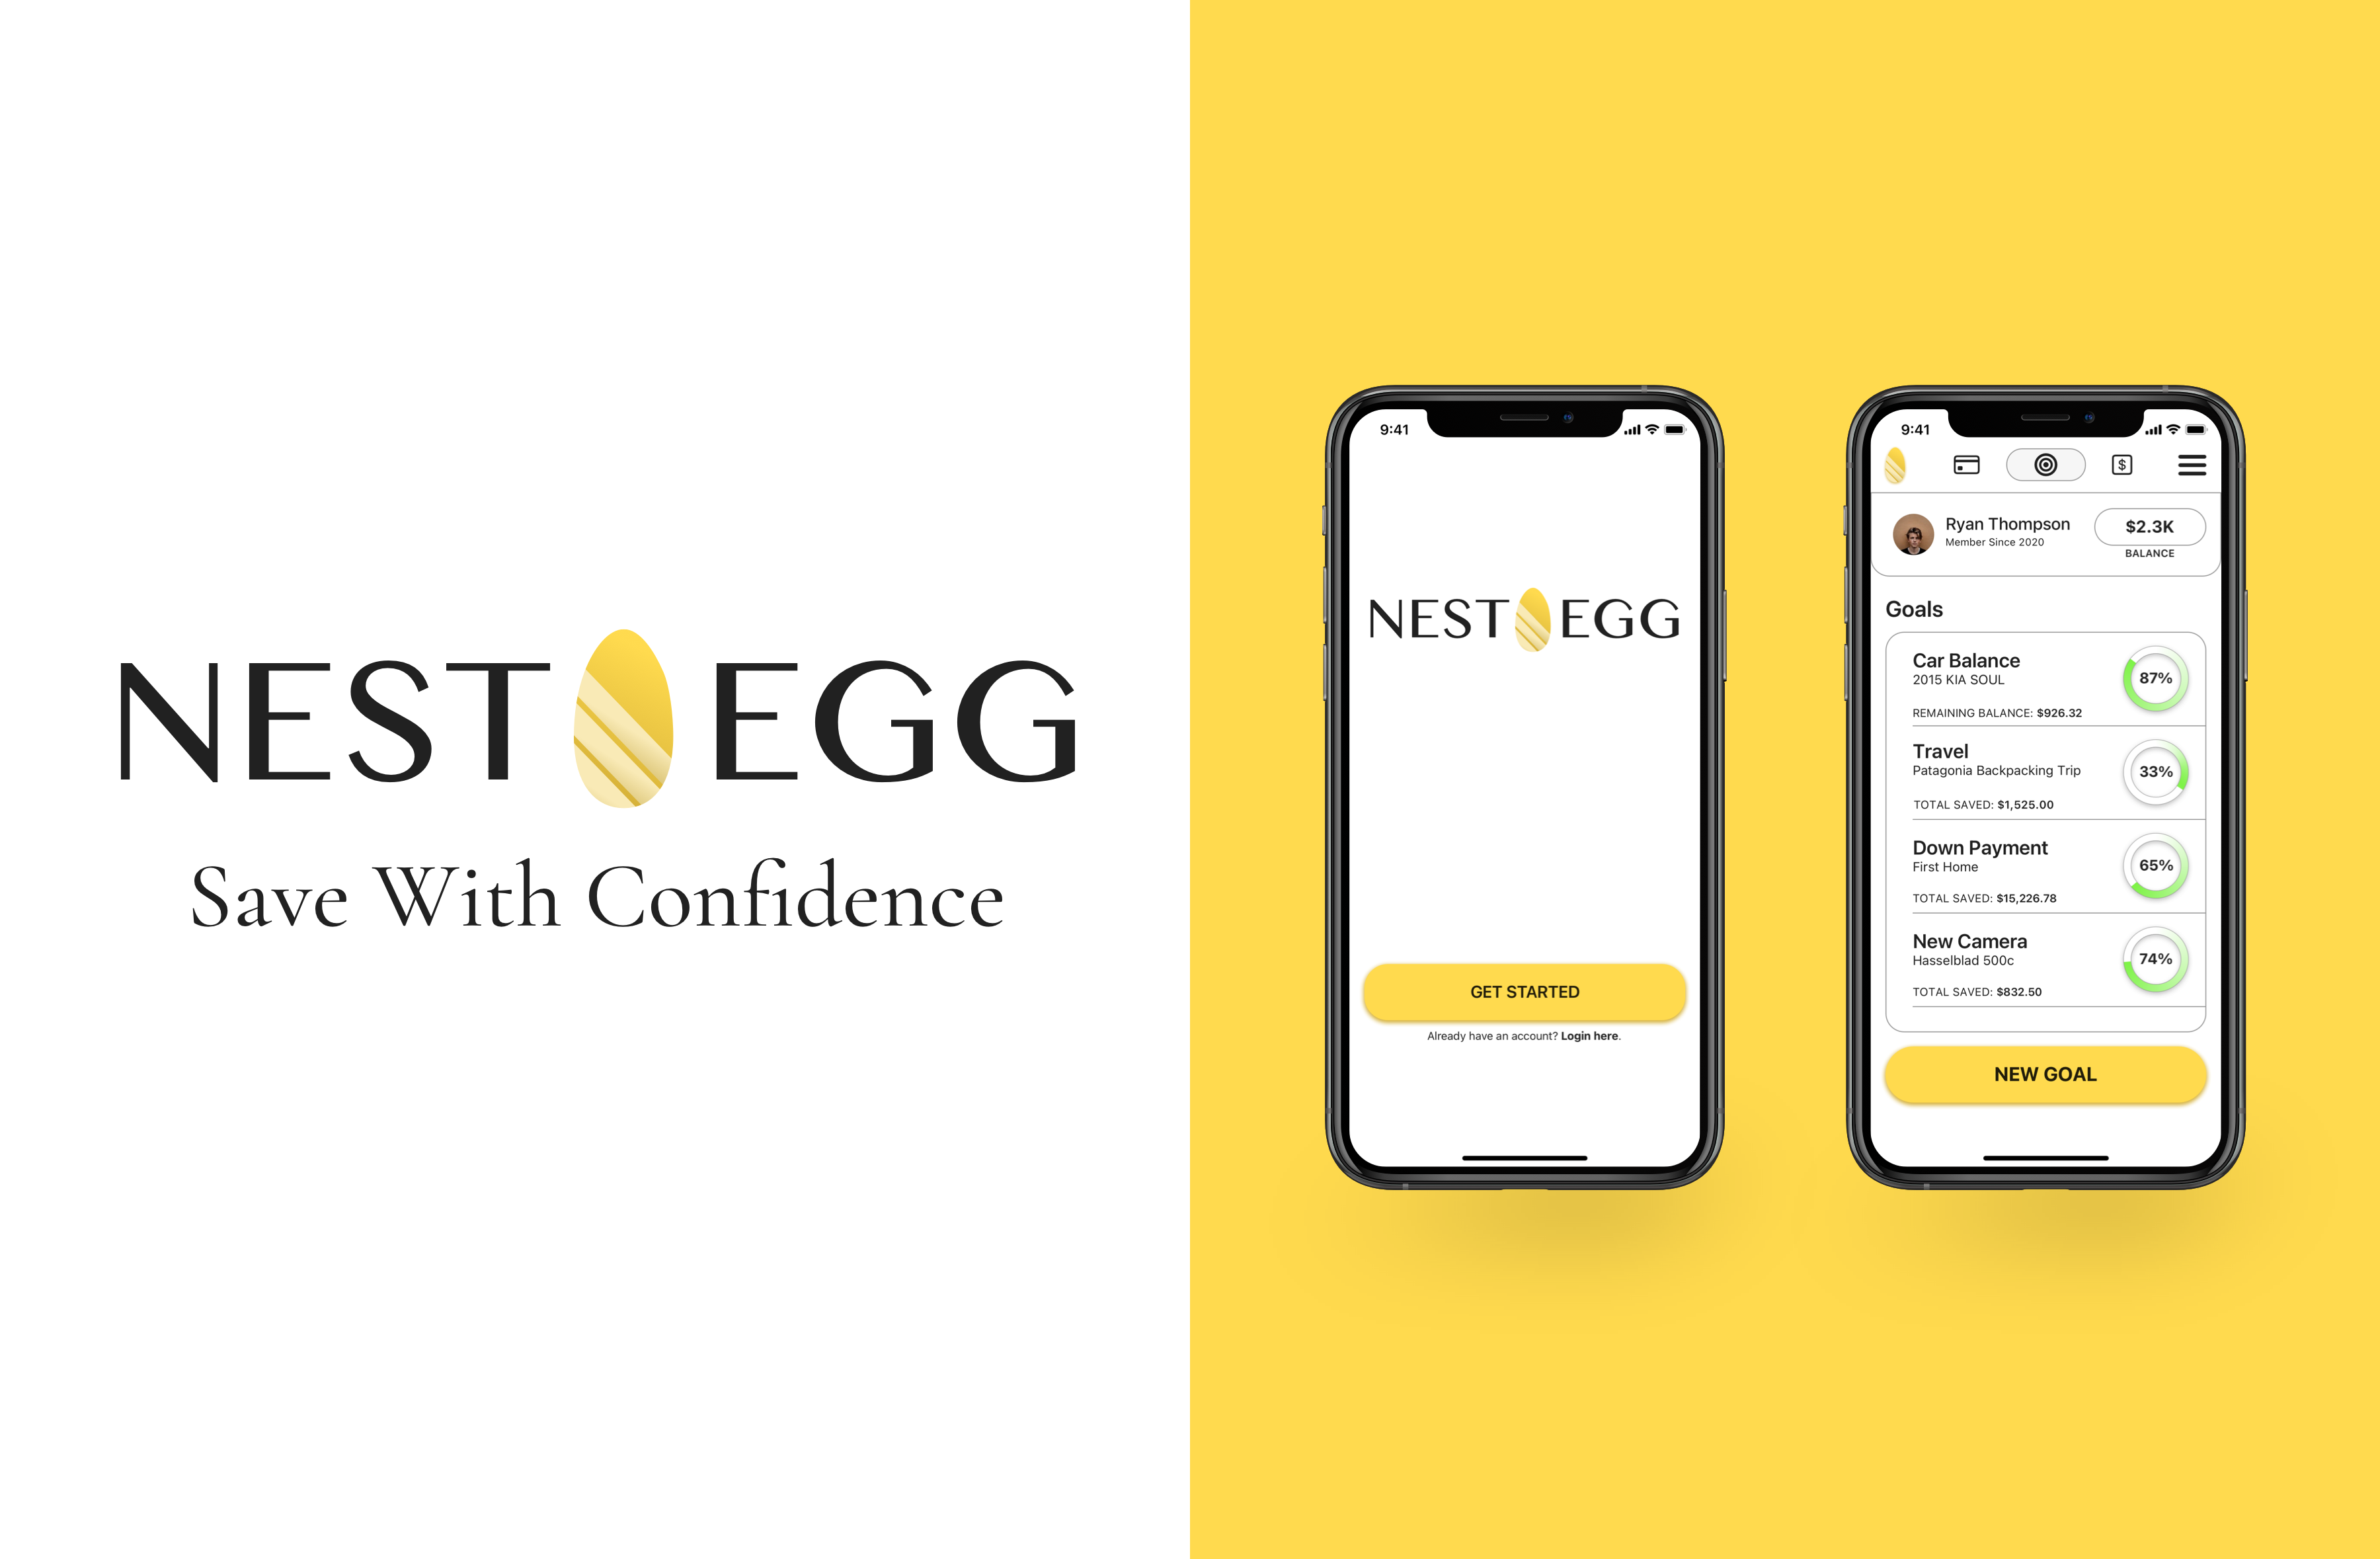 NEST EGG
Save With Confidence
9:41
NEST EGG
GET STARTED
Already have an account? Login here.
9:41
$
Ryan Thompson
Member Since 2020
$2.3K
BALANCE
Goals
Car Balance
2015 KIA SOUL
87%
REMAINING BALANCE: $926.32
Travel
Patagonia Backpacking Trip
33%
TOTAL SAVED: $1,525.00
Down Payment
First Home
65%
TOTAL SAVED: $15,226.78
New Camera
Hasselblad 500c
74%
TOTAL SAVED: $832.50
NEW GOAL